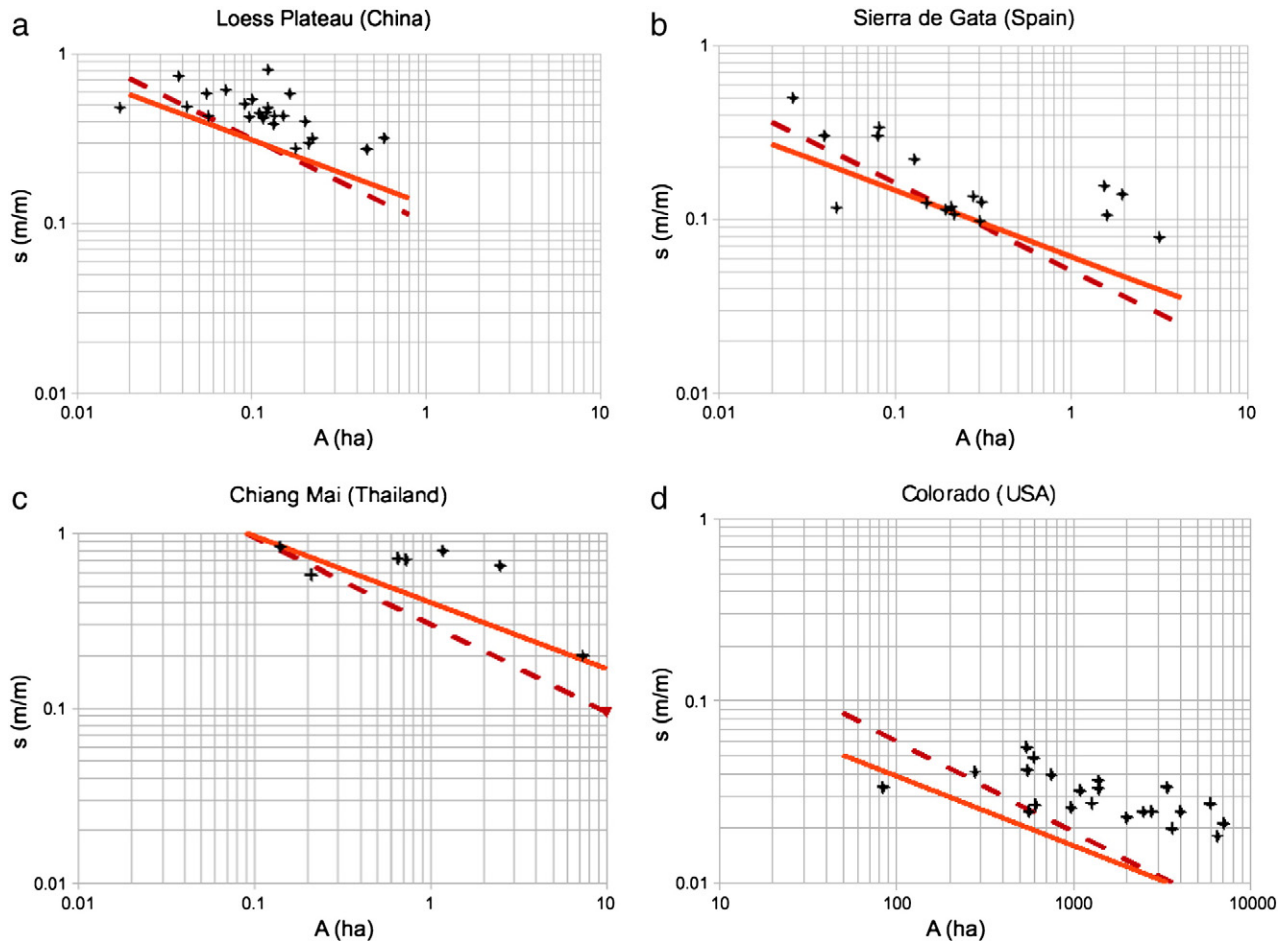 a
Loess Plateau (China)
1
0.1
0.01
s (m/m)
0.01
0.1
1
10
A (ha)
b
Sierra de Gata (Spain)
1
0.1
0.01
s (m/m)
0.01
0.1
1
10
A (ha)
c
Chiang Mai (Thailand)
1
0.1
0.01
s (m/m)
0.01
0.1
1
10
A (ha)
d
Colorado (USA)
1
0.1
0.01
s (m/m)
10
100
1000
10000
A (ha)